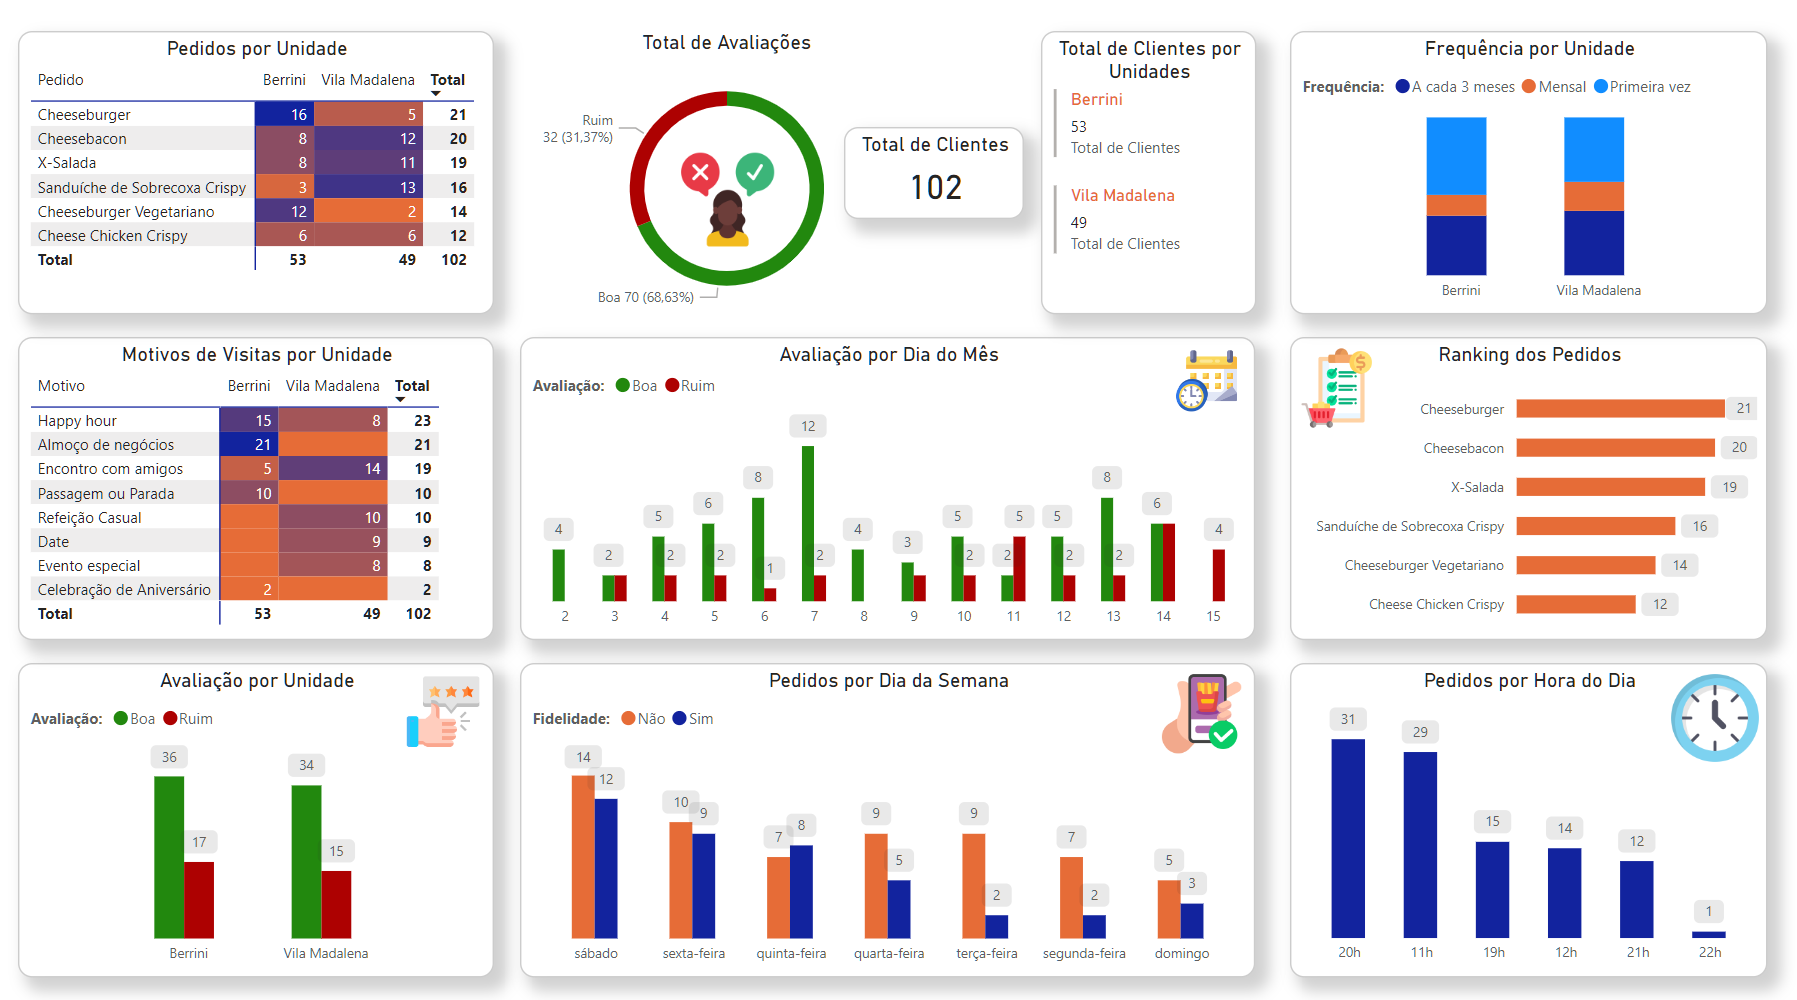 Pedidos por Unidade
Pedido Berrini Vila Madalena Total
Cheeseburger 16 5 21
Cheesebacon 8 12 20
X-Salada 8 11 19
Sanduíche de Sobrecoxa Crispy 3 13 16
Cheeseburger Vegetariano 12 2 14
Cheese Chicken Crispy 6 6 12
Total 53 49 102
Total de Avaliações
Ruim
32 (31,37%)
Boa 70 (68,63%)
Total de Clientes
102
Total de Clientes por
Unidades
Berrini
53
Total de Clientes
Vila Madalena
49
Total de Clientes
Frequência por Unidade
Frequência: A cada 3 meses Mensal Primeira vez
Berrini Vila Madalena
Motivos de Visitas por Unidade
Motivo Berrini Vila Madalena Total
Happy hour 15 8 23
Almoço de negócios 21 21
Encontro com amigos 5 14 19
Passagem ou Parada 10 10
Refeição Casual 10 10
Date 9 9
Evento especial 8 8
Celebração de Aniversário 2 2
Total 53 49 102
Avaliação por Dia do Mês
Avaliação: Boa Ruim
4 2 5 2 6 2 8 1 12 2 4 3 5 2 2 5 5 2 8 2 6 4
2 3 4 5 6 7 8 9 10 11 12 13 14 15
Ranking dos Pedidos
Cheeseburger 21
Cheesebacon 20
X-Salada 19
Sanduíche de Sobrecoxa Crispy 16
Cheeseburger Vegetariano 14
Cheese Chicken Crispy 12
Avaliação por Unidade
Avaliação: Boa Ruim
36 17 34 15
Berrini Vila Madalena
Pedidos por Dia da Semana
Fidelidade: Não Sim
14 12 10 9 7 8 9 5 9 2 7 2 5 3
sábado sexta-feira quinta-feira quarta-feira terça-feira segunda-feira domingo
Pedidos por Hora do Dia
31 29 15 14 12 1
20h 11h 19h 12h 21h 22h